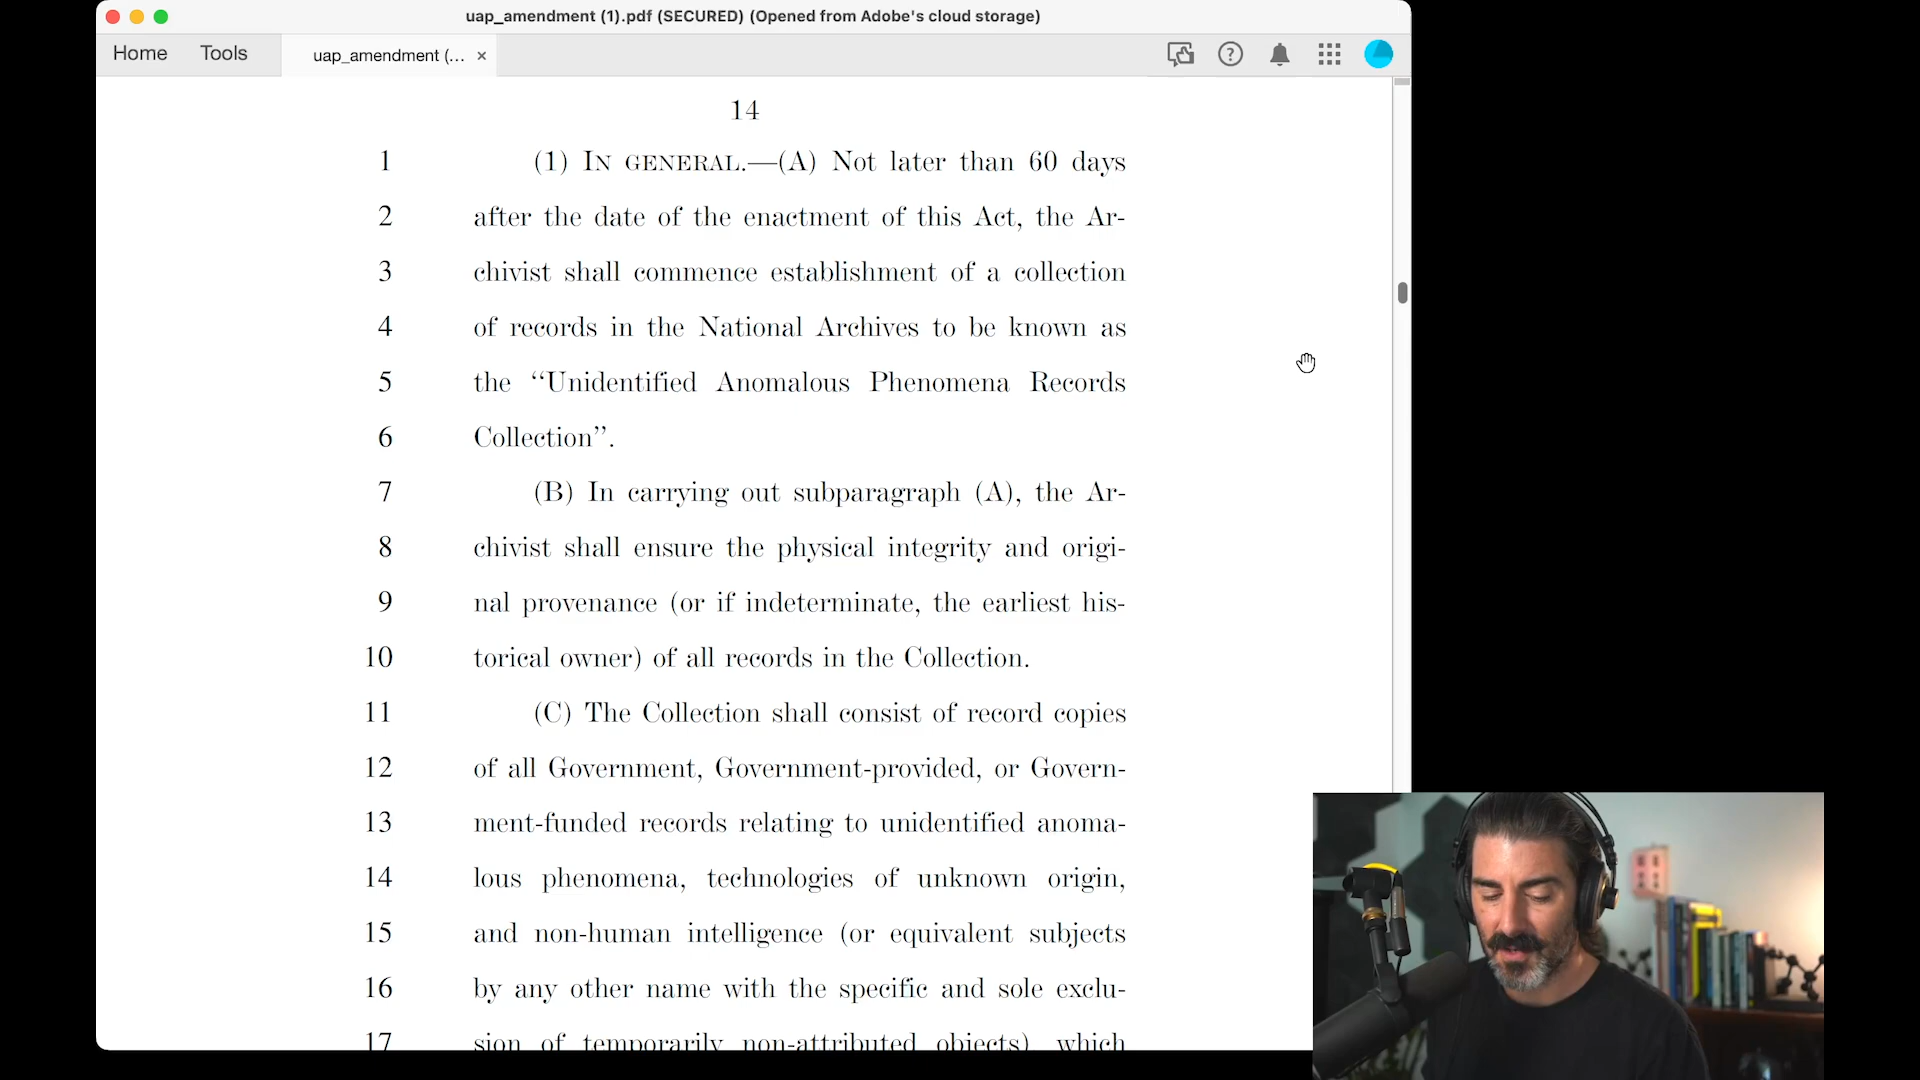 uap_amendment (1).pdf (SECURED) (Opened from Adobe's cloud storage)
Home Tools uap_amendment (... ×
14
1 (1) IN GENERAL.—(A) Not later than 60 days
2 after the date of the enactment of this Act, the Ar-
3 chivist shall commence establishment of a collection
4 of records in the National Archives to be known as
5 the “Unidentified Anomalous Phenomena Records
6 Collection”.
7 (B) In carrying out subparagraph (A), the Ar-
8 chivist shall ensure the physical integrity and origi-
9 nal provenance (or if indeterminate, the earliest his-
10 torical owner) of all records in the Collection.
11 (C) The Collection shall consist of record copies
12 of all Government, Government-provided, or Govern-
13 ment-funded records relating to unidentified anoma-
14 lous phenomena, technologies of unknown origin,
15 and non-human intelligence (or equivalent subjects
16 by any other name with the specific and sole exclu-
17 sion of temporarily non-attributed objects), which